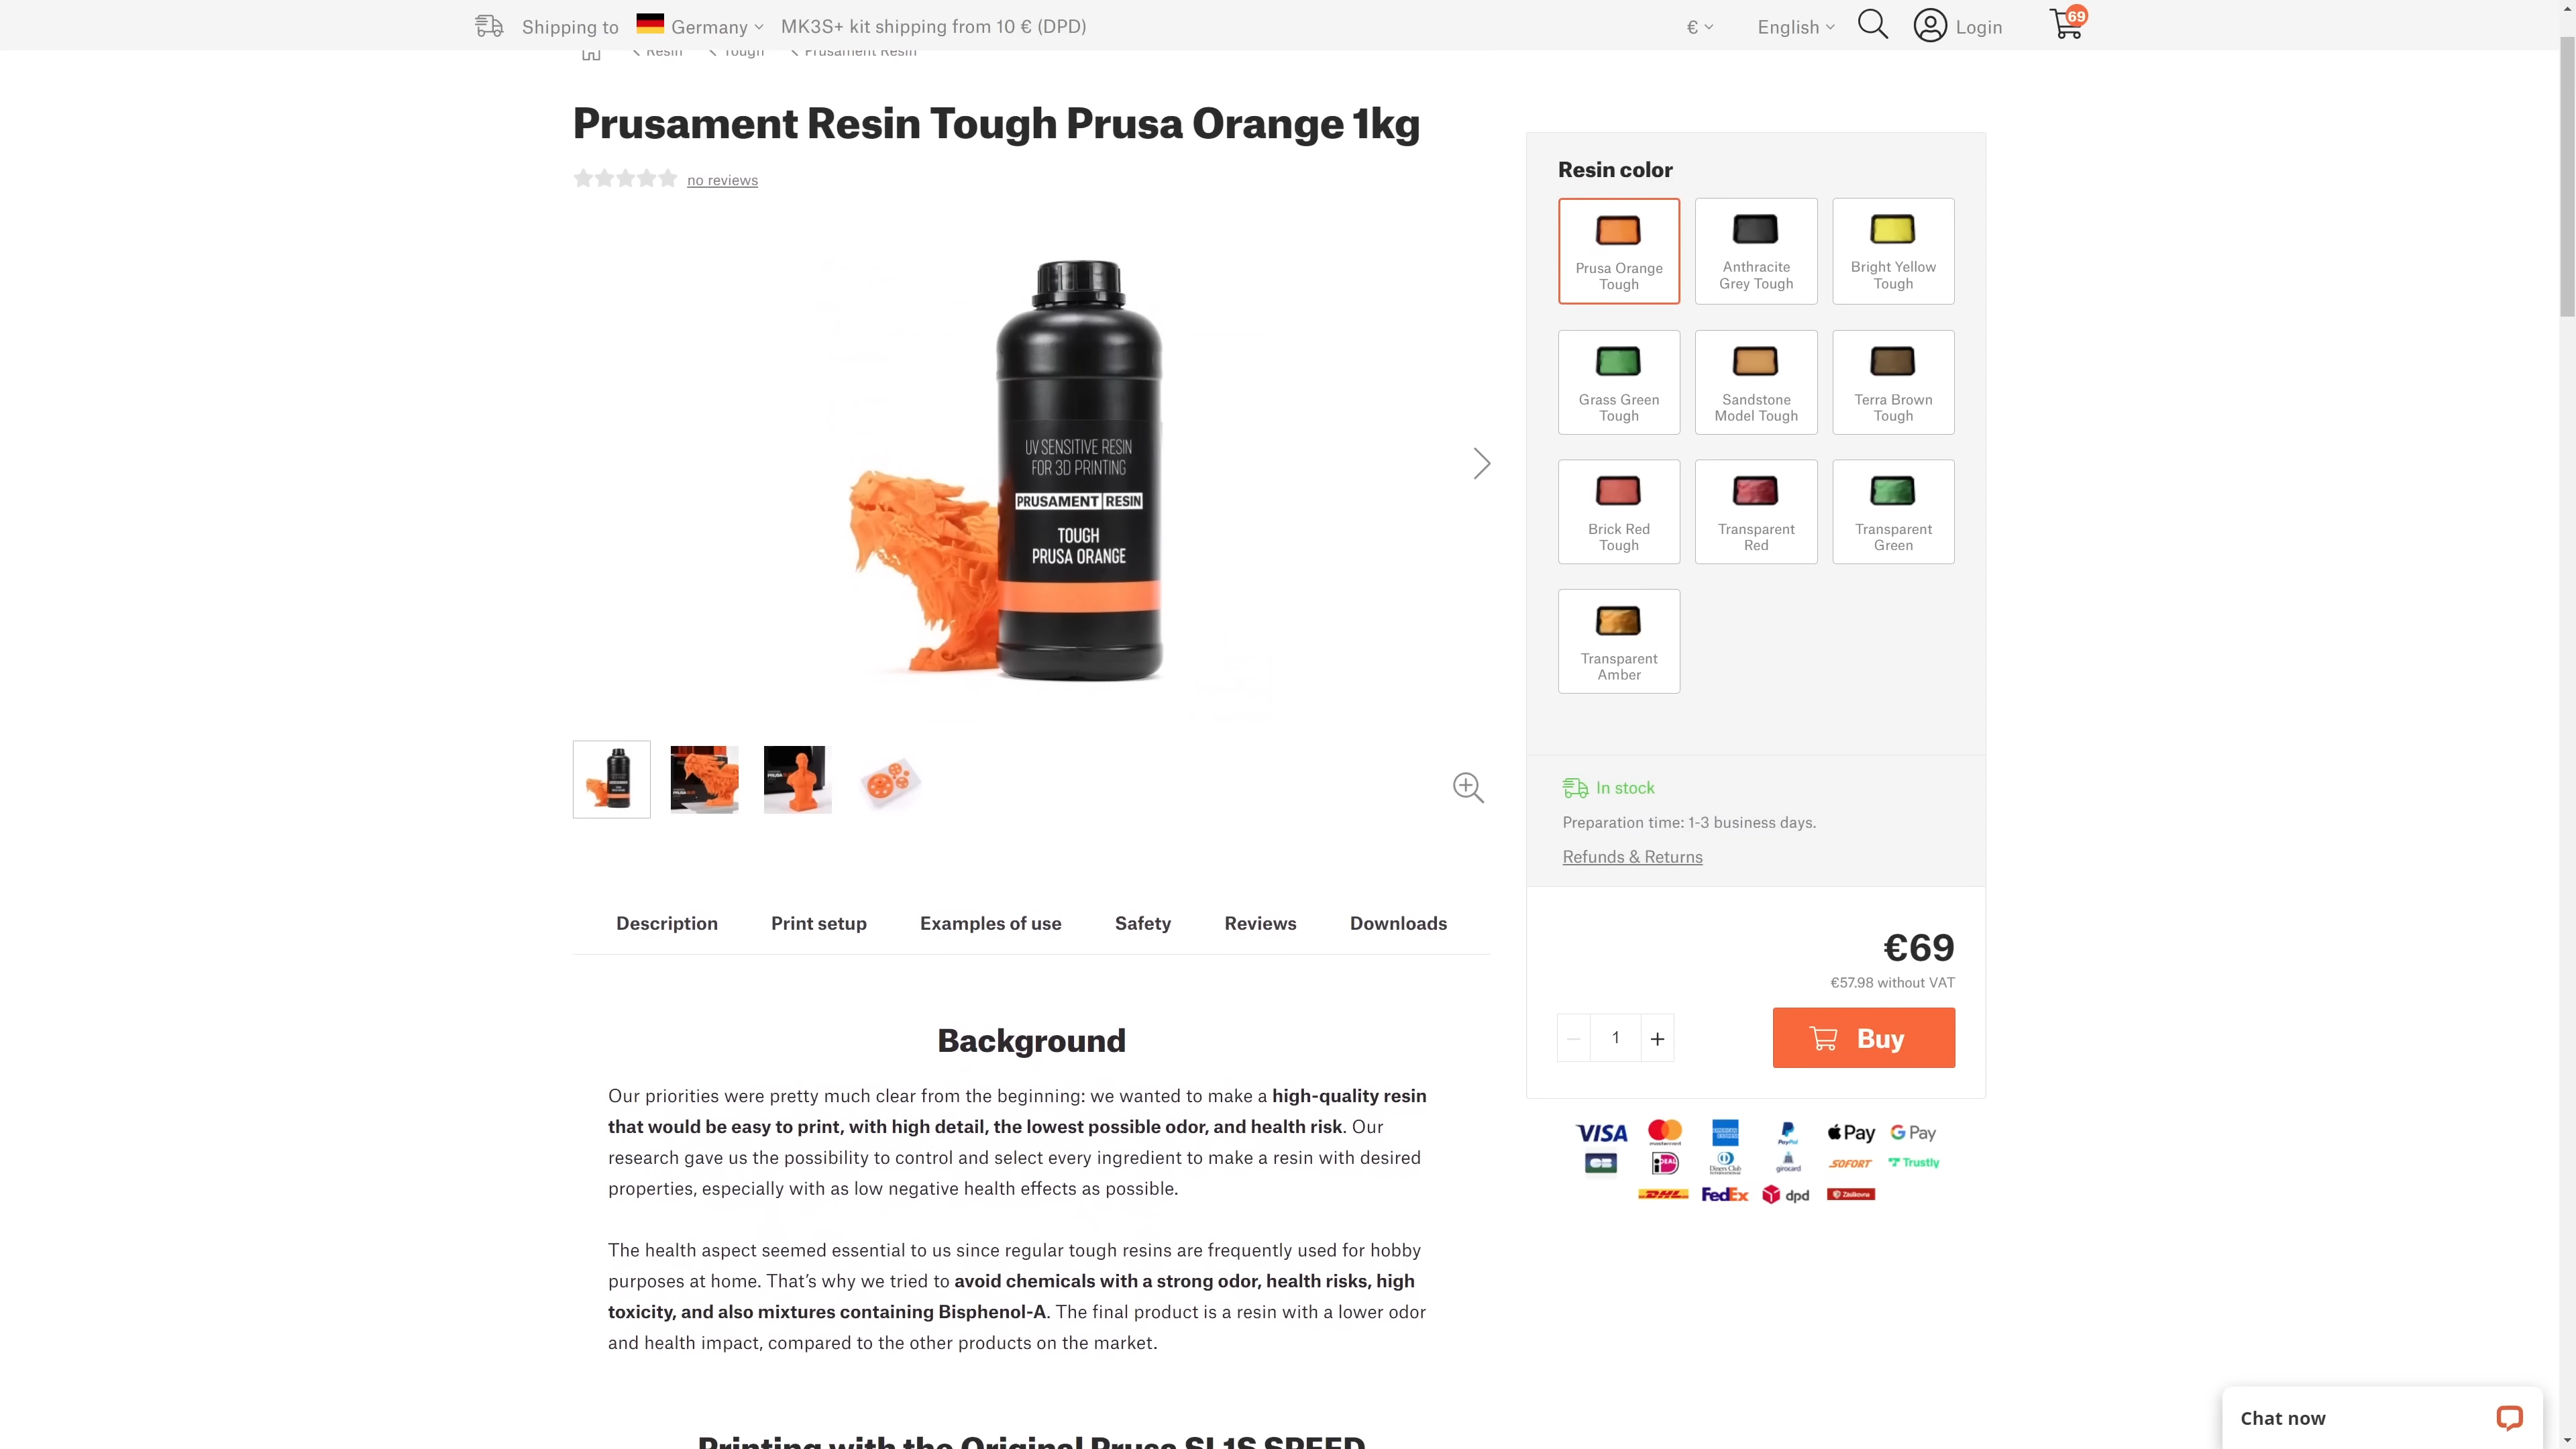 Shipping to Germany MK3S+ kit shipping from 10 € (DPD)
€ English Login 69
Resin Tough Prusament Resin
Prusament Resin Tough Prusa Orange 1kg
no reviews
UV SENSITIVE RESIN
FOR 3D PRINTING
PRUSAMENT RESIN
TOUGH
PRUSA ORANGE
Description Print setup Examples of use Safety Reviews Downloads
Background
Our priorities were pretty much clear from the beginning: we wanted to make a high-quality resin
that would be easy to print, with high detail, the lowest possible odor, and health risk. Our
research gave us the possibility to control and select every ingredient to make a resin with desired
properties, especially with as low negative health effects as possible.
The health aspect seemed essential to us since regular tough resins are frequently used for hobby
purposes at home. That’s why we tried to avoid chemicals with a strong odor, health risks, high
toxicity, and also mixtures containing Bisphenol-A. The final product is a resin with a lower odor
and health impact, compared to the other products on the market.
Printing with the Original Prusa SL1S SPEED
Resin color
Prusa Orange
Tough
Anthracite
Grey Tough
Bright Yellow
Tough
Grass Green
Tough
Sandstone
Model Tough
Terra Brown
Tough
Brick Red
Tough
Transparent
Red
Transparent
Green
Transparent
Amber
In stock
Preparation time: 1-3 business days.
Refunds & Returns
€69
€57.98 without VAT
1
Buy
VISA mastercard AMERICAN EXPRESS PayPal Pay G Pay
CB iDEAL Diners Club girocard SOFORT Trustly
DHL FedEx dpd Zásilkovna
Chat now